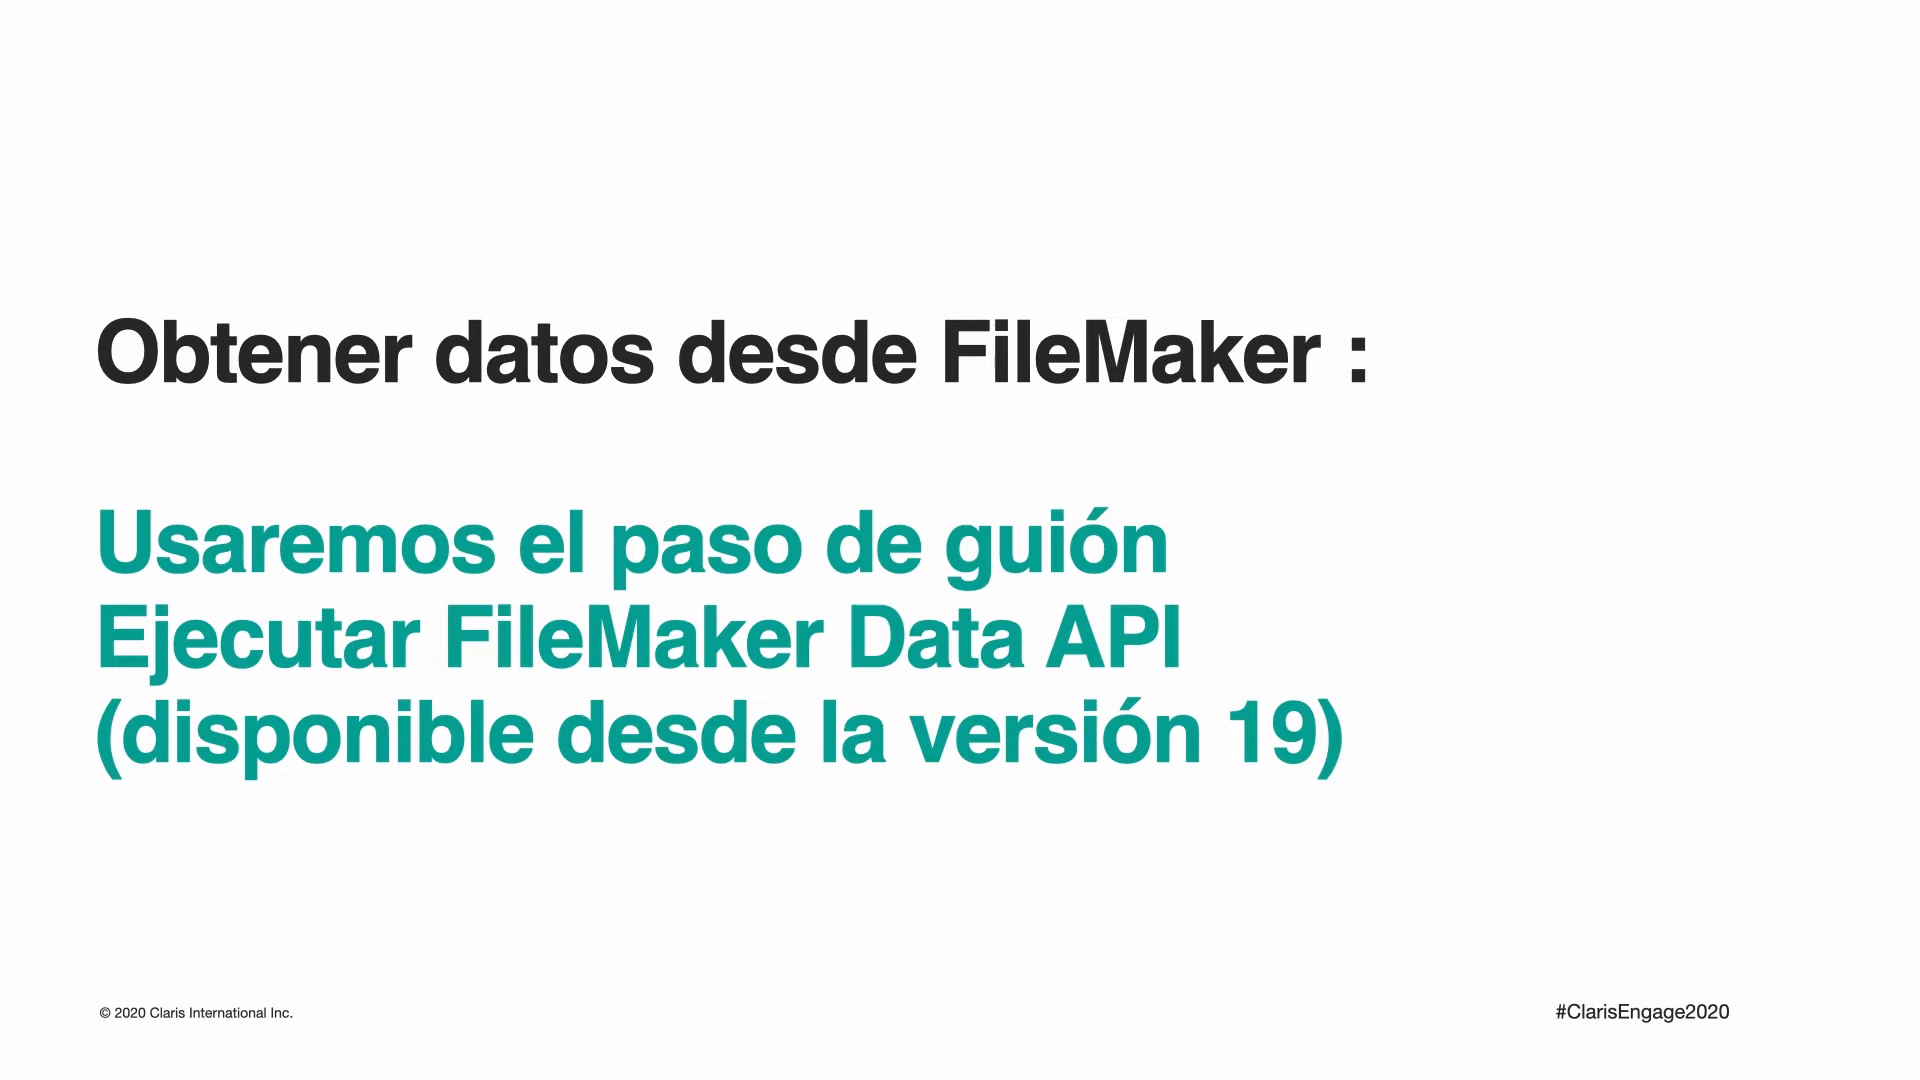 Obtener datos desde FileMaker :
Usaremos el paso de guión
Ejecutar FileMaker Data API
(disponible desde la versión 19)
© 2020 Claris International Inc.
#ClarisEngage2020